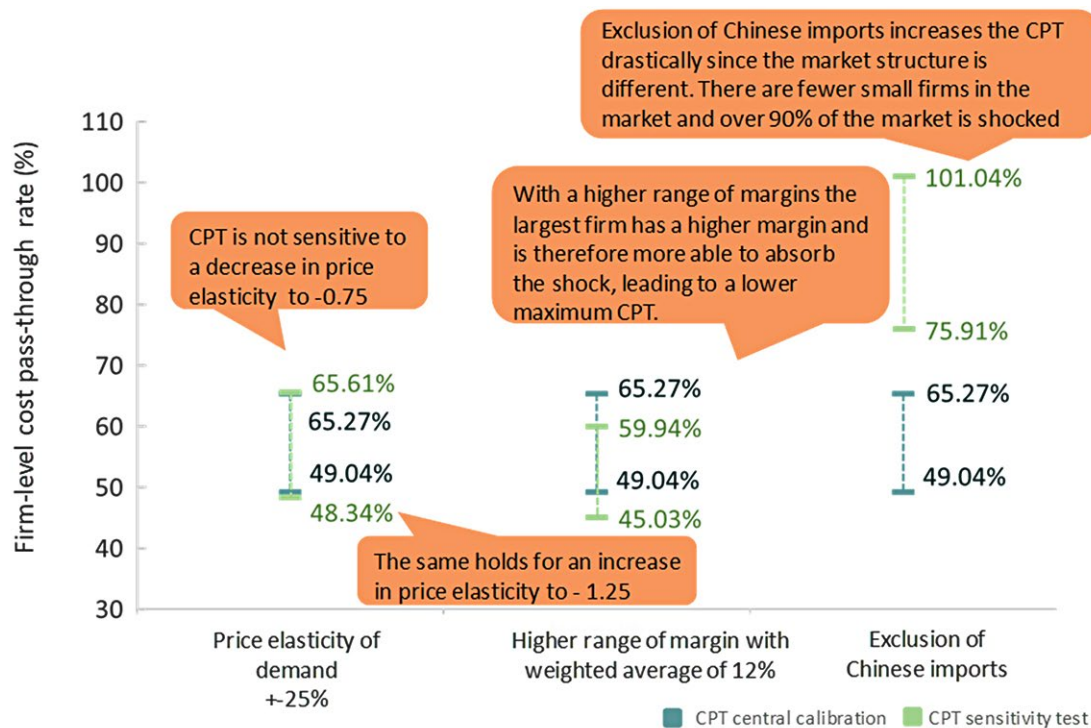 Exclusion of Chinese imports increases the CPT
drastically since the market structure is
different. There are fewer small firms in the
market and over 90% of the market is shocked
Firm-level cost pass-through rate (%)
110
100
90
80
70
60
50
40
30
CPT is not sensitive to
a decrease in price
elasticity to -0.75
With a higher range of margins the
largest firm has a higher margin and
is therefore more able to absorb
the shock, leading to a lower
maximum CPT.
101.04%
75.91%
65.61%
65.27%
49.04%
48.34%
65.27%
59.94%
49.04%
45.03%
65.27%
49.04%
The same holds for an increase
in price elasticity to - 1.25
Price elasticity of
demand
+-25%
Higher range of margin with
weighted average of 12%
Exclusion of
Chinese imports
CPT central calibration
CPT sensitivity test